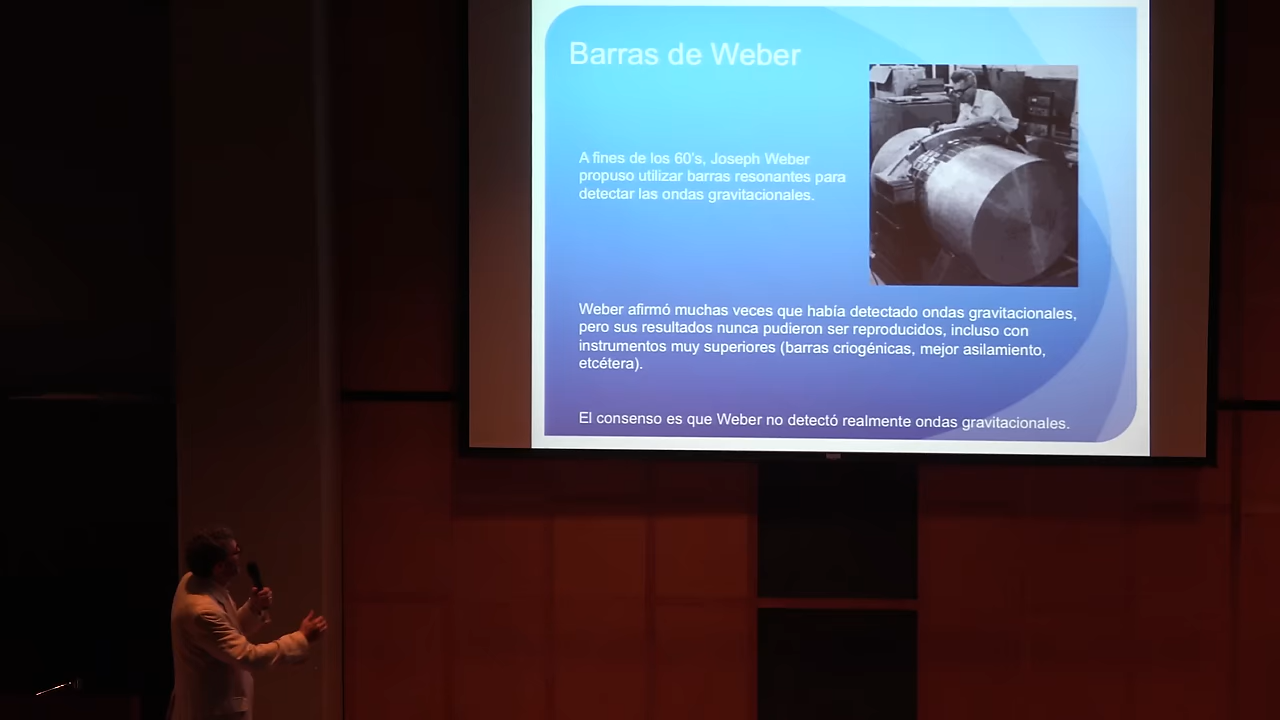 Barras de Weber
A fines de los 60's, Joseph Weber
propuso utilizar barras resonantes para
detectar las ondas gravitacionales.
Weber afirmó muchas veces que había detectado ondas gravitacionales,
pero sus resultados nunca pudieron ser reproducidos, incluso con
instrumentos muy superiores (barras criogénicas, mejor asilamiento,
etcétera).
El consenso es que Weber no detectó realmente ondas gravitacionales.